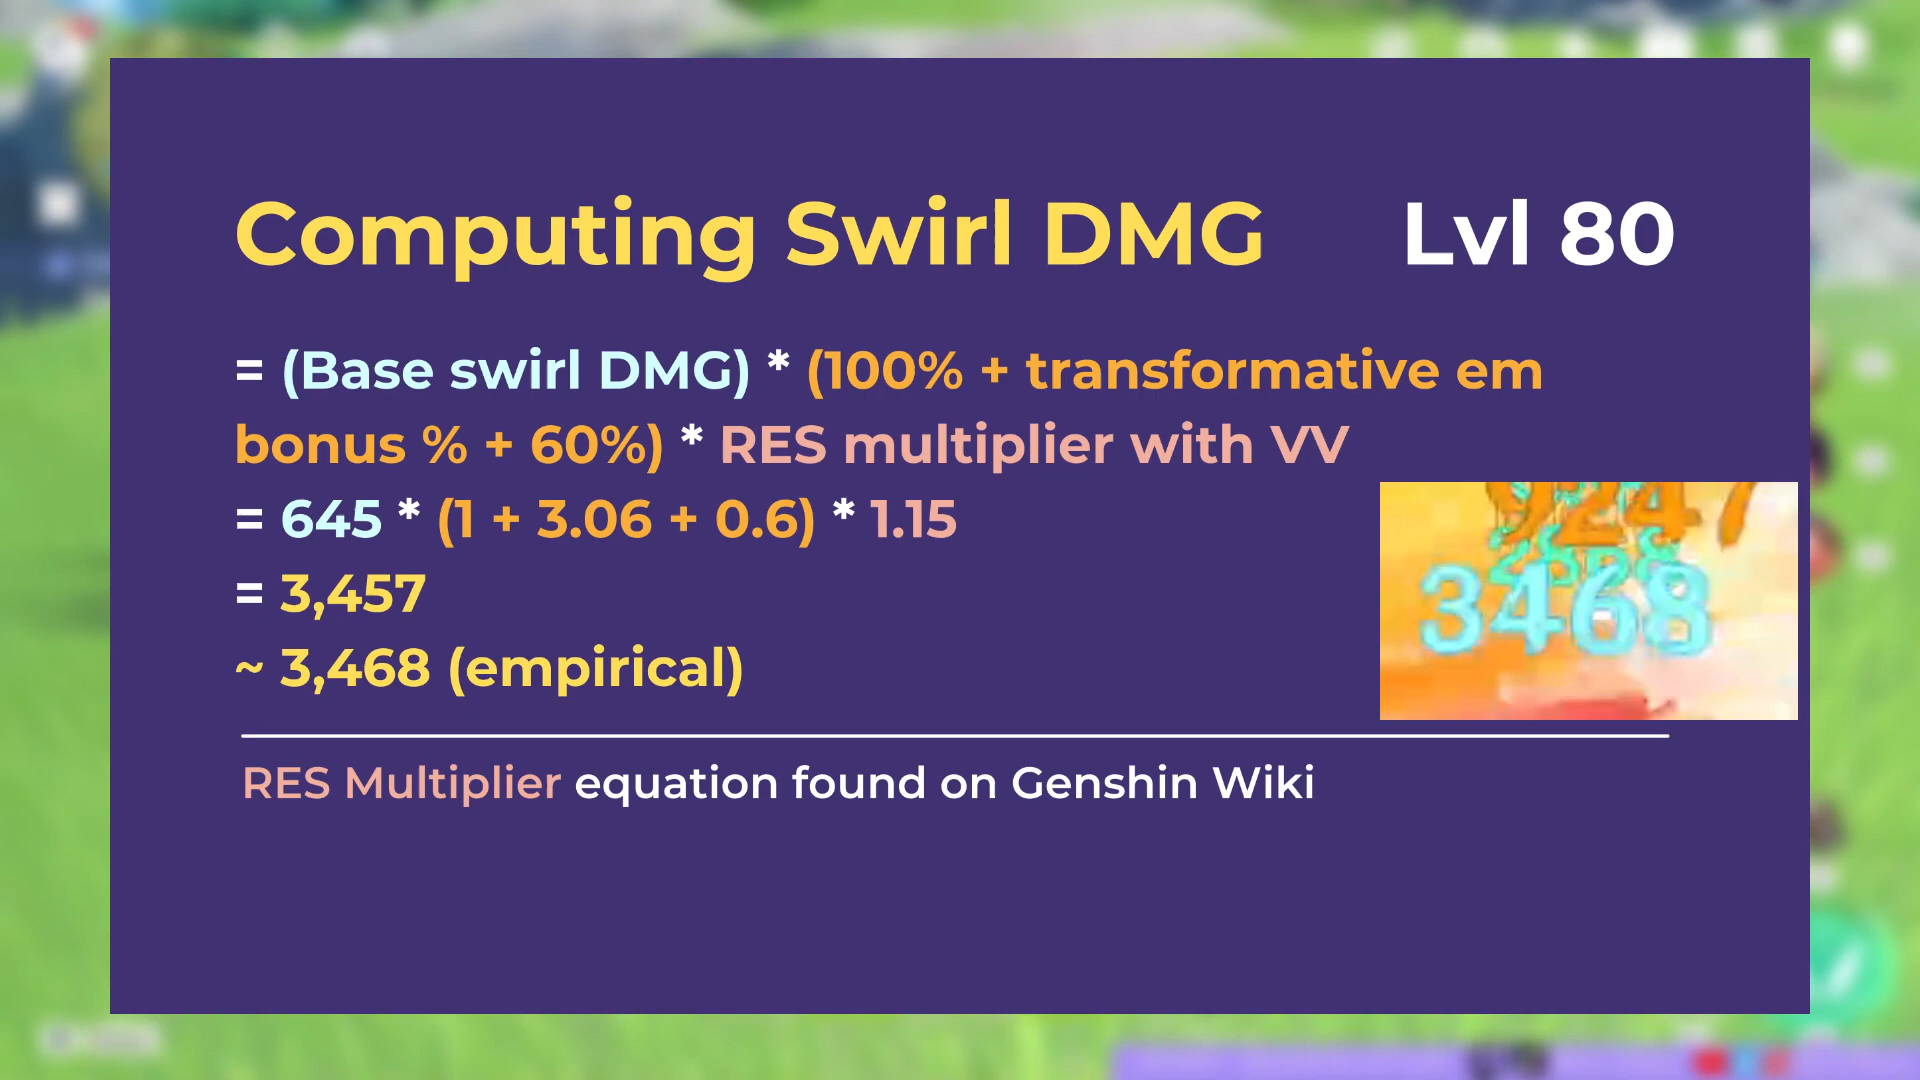 Computing Swirl DMG Lvl 80
= (Base swirl DMG) * (100% + transformative em
bonus % + 60%) * RES multiplier with VV
= 645 * (1 + 3.06 + 0.6) * 1.15
9247
= 3,457
3468
~ 3,468 (empirical)
RES Multiplier equation found on Genshin Wiki